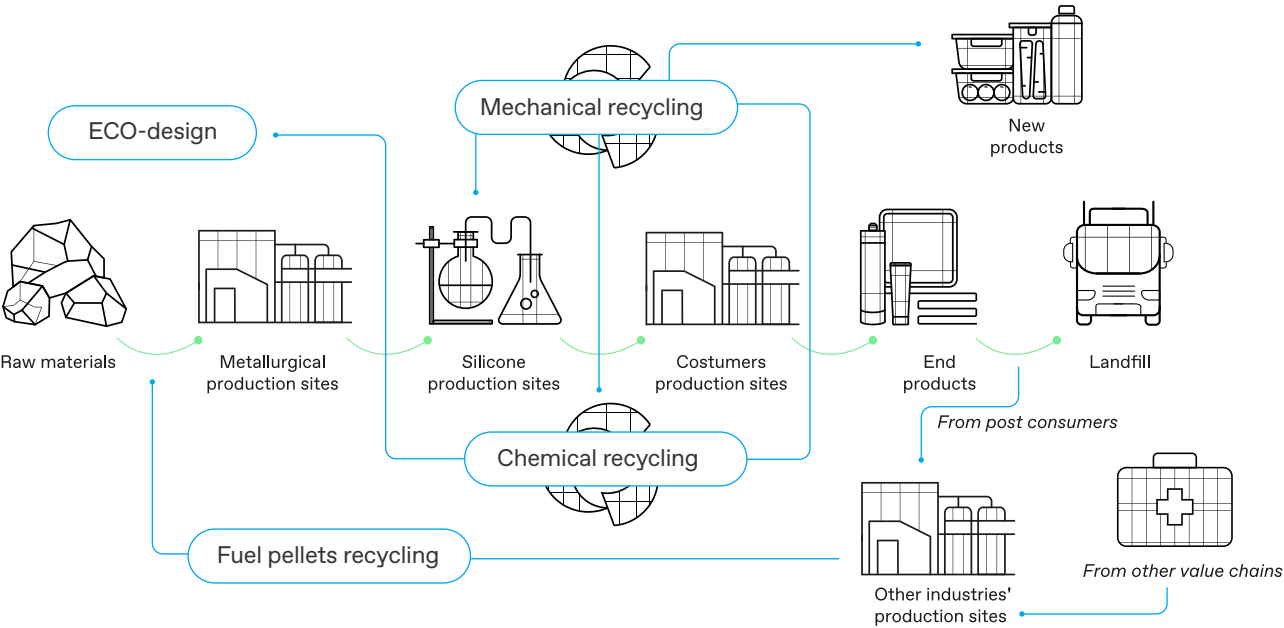 Mechanical recycling
ECO-design
New
products
Raw materials
Metallurgical
production sites
Silicone
production sites
Costumers
production sites
End
products
Landfill
From post consumers
Chemical recycling
Fuel pellets recycling
From other value chains
Other industries'
production sites